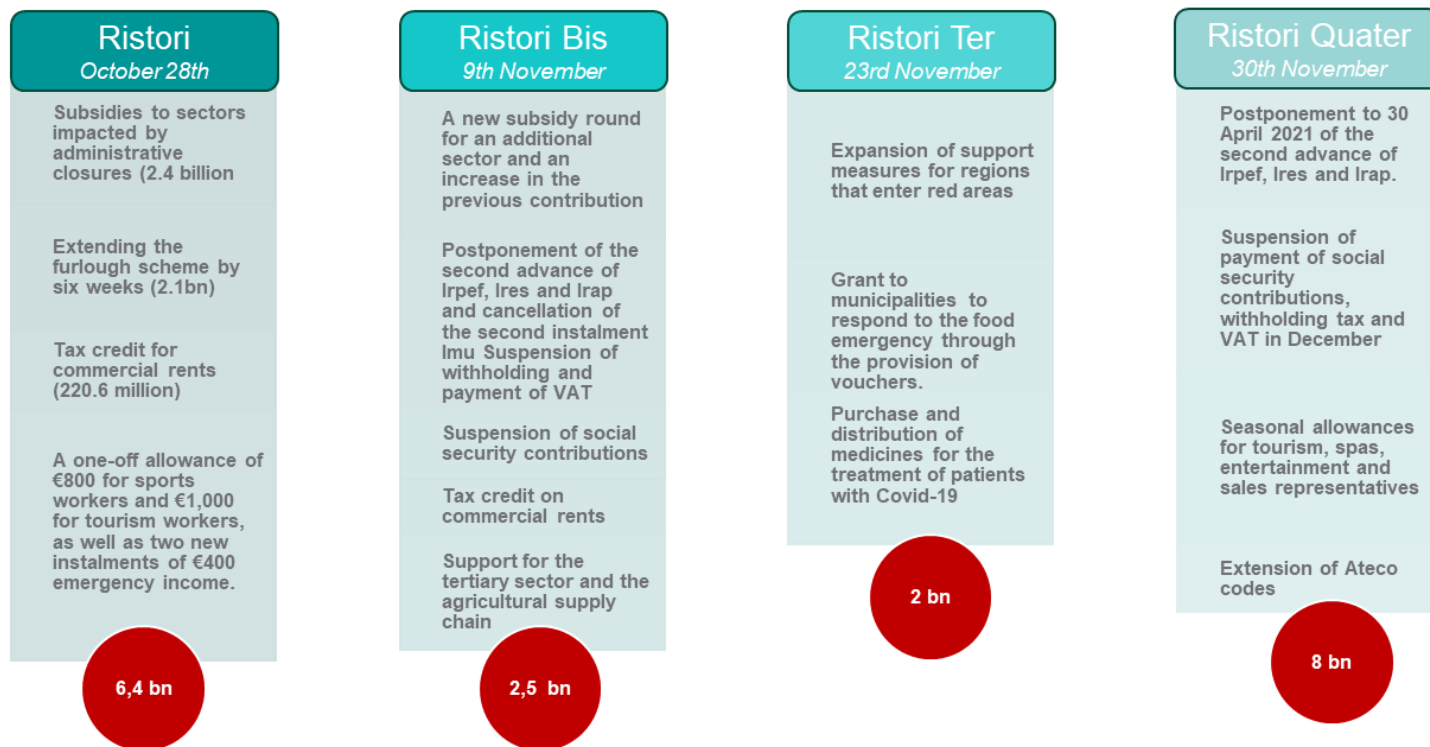 Ristori
October 28th
Subsidies to sectors
impacted by
administrative
closures (2.4 billion
Extending the
furlough scheme by
six weeks (2.1bn)
Tax credit for
commercial rents
(220.6 million)
A one-off allowance of
€800 for sports
workers and €1,000
for tourism workers,
as well as two new
instalments of €400
emergency income.
6,4 bn
Ristori Bis
9th November
A new subsidy round
for an additional
sector and an
increase in the
previous contribution
Postponement of the
second advance of
Irpef, Ires and Irap
and cancellation of
the second instalment
Imu Suspension of
withholding and
payment of VAT
Suspension of social
security contributions
Tax credit on
commercial rents
Support for the
tertiary sector and the
agricultural supply
chain
2,5 bn
Ristori Ter
23rd November
Expansion of support
measures for regions
that enter red areas
Grant to
municipalities to
respond to the food
emergency through
the provision of
vouchers.
Purchase and
distribution of
medicines for the
treatment of patients
with Covid-19
2 bn
Ristori Quater
30th November
Postponement to 30
April 2021 of the
second advance of
Irpef, Ires and Irap.
Suspension of
payment of social
security
contributions,
withholding tax and
VAT in December
Seasonal allowances
for tourism, spas,
entertainment and
sales representatives
Extension of Ateco
codes
8 bn